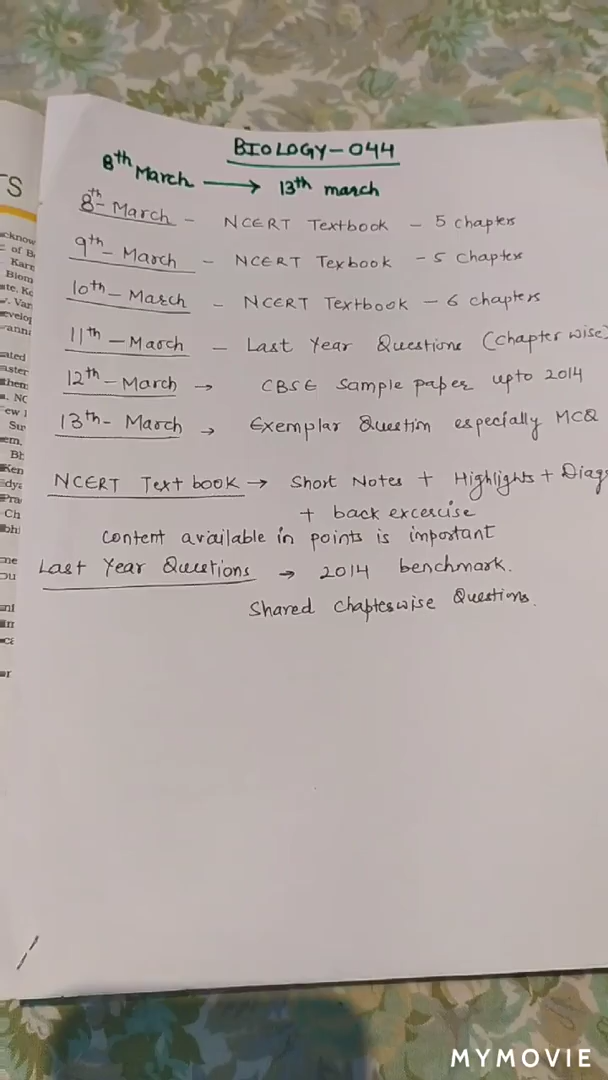 BIOLOGY-044
8th March → 13th march
8th-March - NCERT Textbook - 5 chapters
9th-March - NCERT Texbook - 5 Chapters
10th-March - NCERT Textbook - 6 chapters
11th-March - Last Year Questions (Chapter wise)
12th-March → CBSE Sample paper upto 2014
13th-March → Exemplar Question especially MCQ
NCERT Text book → Short Notes + Highlights + Diag
+ back excercise
content available in points is important
Last Year Questions → 2014 benchmark.
Shared Chapterswise Questions.
MYMOVIE